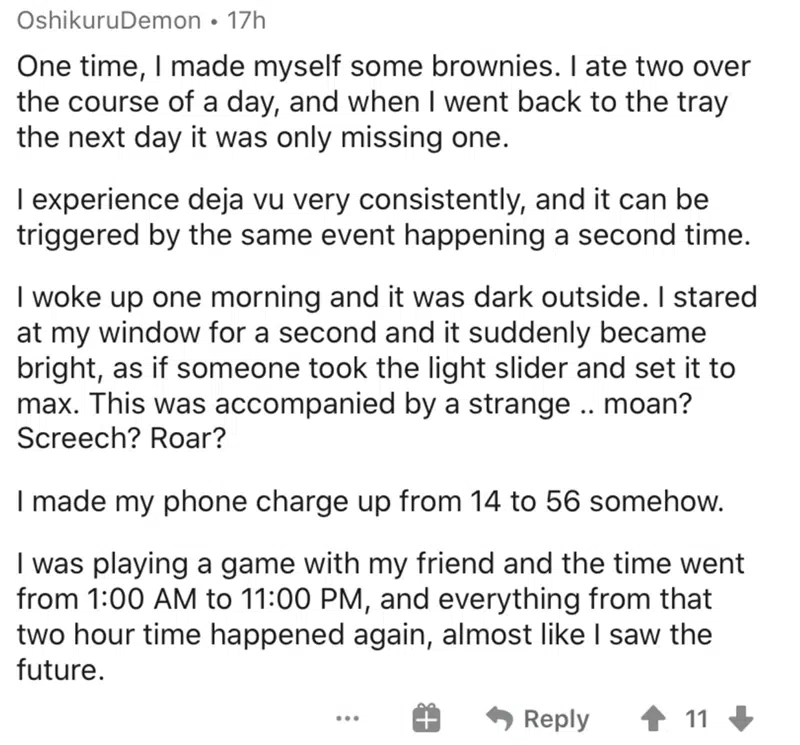 OshikuruDemon • 17h
One time, I made myself some brownies. I ate two over
the course of a day, and when I went back to the tray
the next day it was only missing one.
I experience deja vu very consistently, and it can be
triggered by the same event happening a second time.
I woke up one morning and it was dark outside. I stared
at my window for a second and it suddenly became
bright, as if someone took the light slider and set it to
max. This was accompanied by a strange .. moan?
Screech? Roar?
I made my phone charge up from 14 to 56 somehow.
I was playing a game with my friend and the time went
from 1:00 AM to 11:00 PM, and everything from that
two hour time happened again, almost like I saw the
future.
... Reply 11